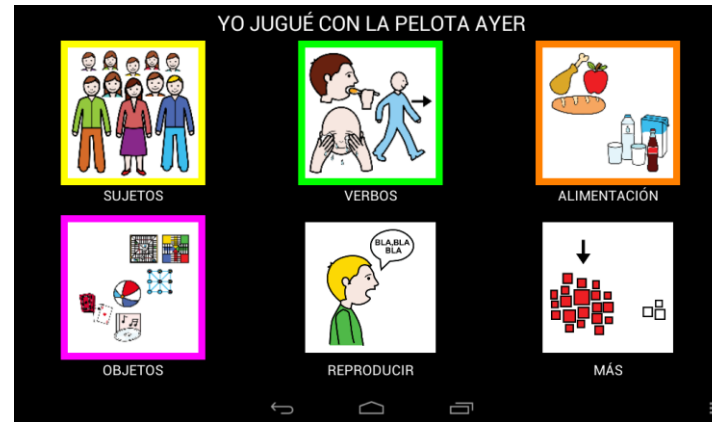 YO JUGUÉ CON LA PELOTA AYER
SUJETOS
VERBOS
ALIMENTACIÓN
BLA,BLA
BLA
OBJETOS
REPRODUCIR
MÁS